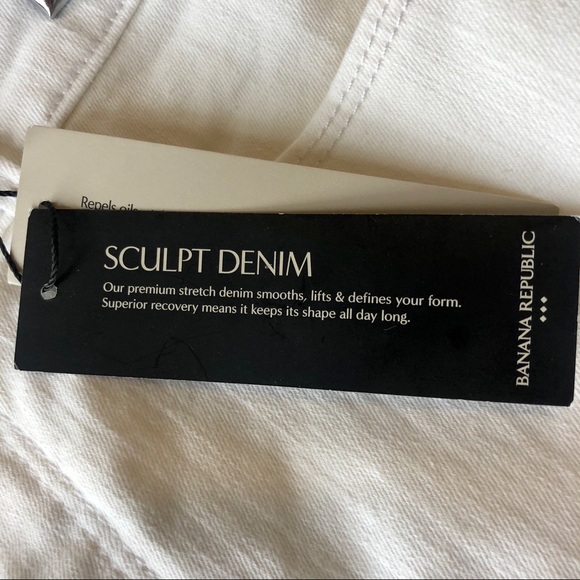 Repels oils
SCULPT DENIM
Our premium stretch denim smooths, lifts & defines your form.
Superior recovery means it keeps its shape all day long.
BANANA REPUBLIC